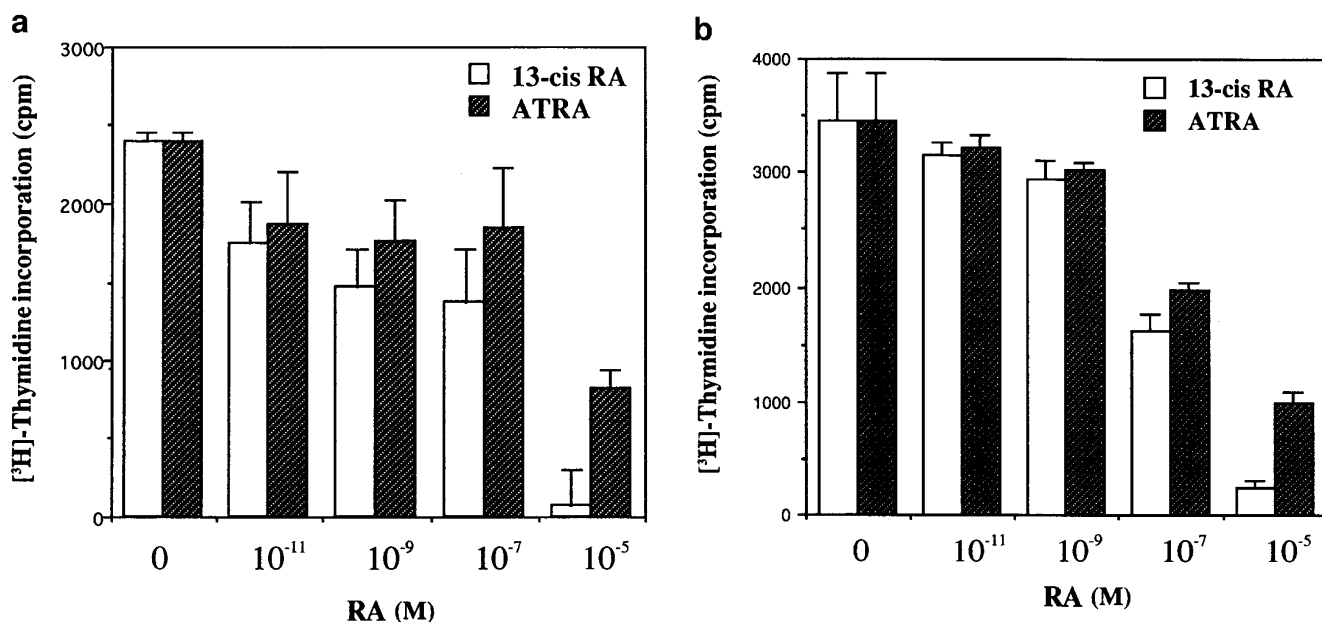 a
3000
2000
1000
0
[³H]-Thymidine incorporation (cpm)
13-cis RA
ATRA
0 10⁻¹¹ 10⁻⁹ 10⁻⁷ 10⁻⁵
RA (M)
b
4000
3000
2000
1000
0
[³H]-Thymidine incorporation (cpm)
13-cis RA
ATRA
0 10⁻¹¹ 10⁻⁹ 10⁻⁷ 10⁻⁵
RA (M)